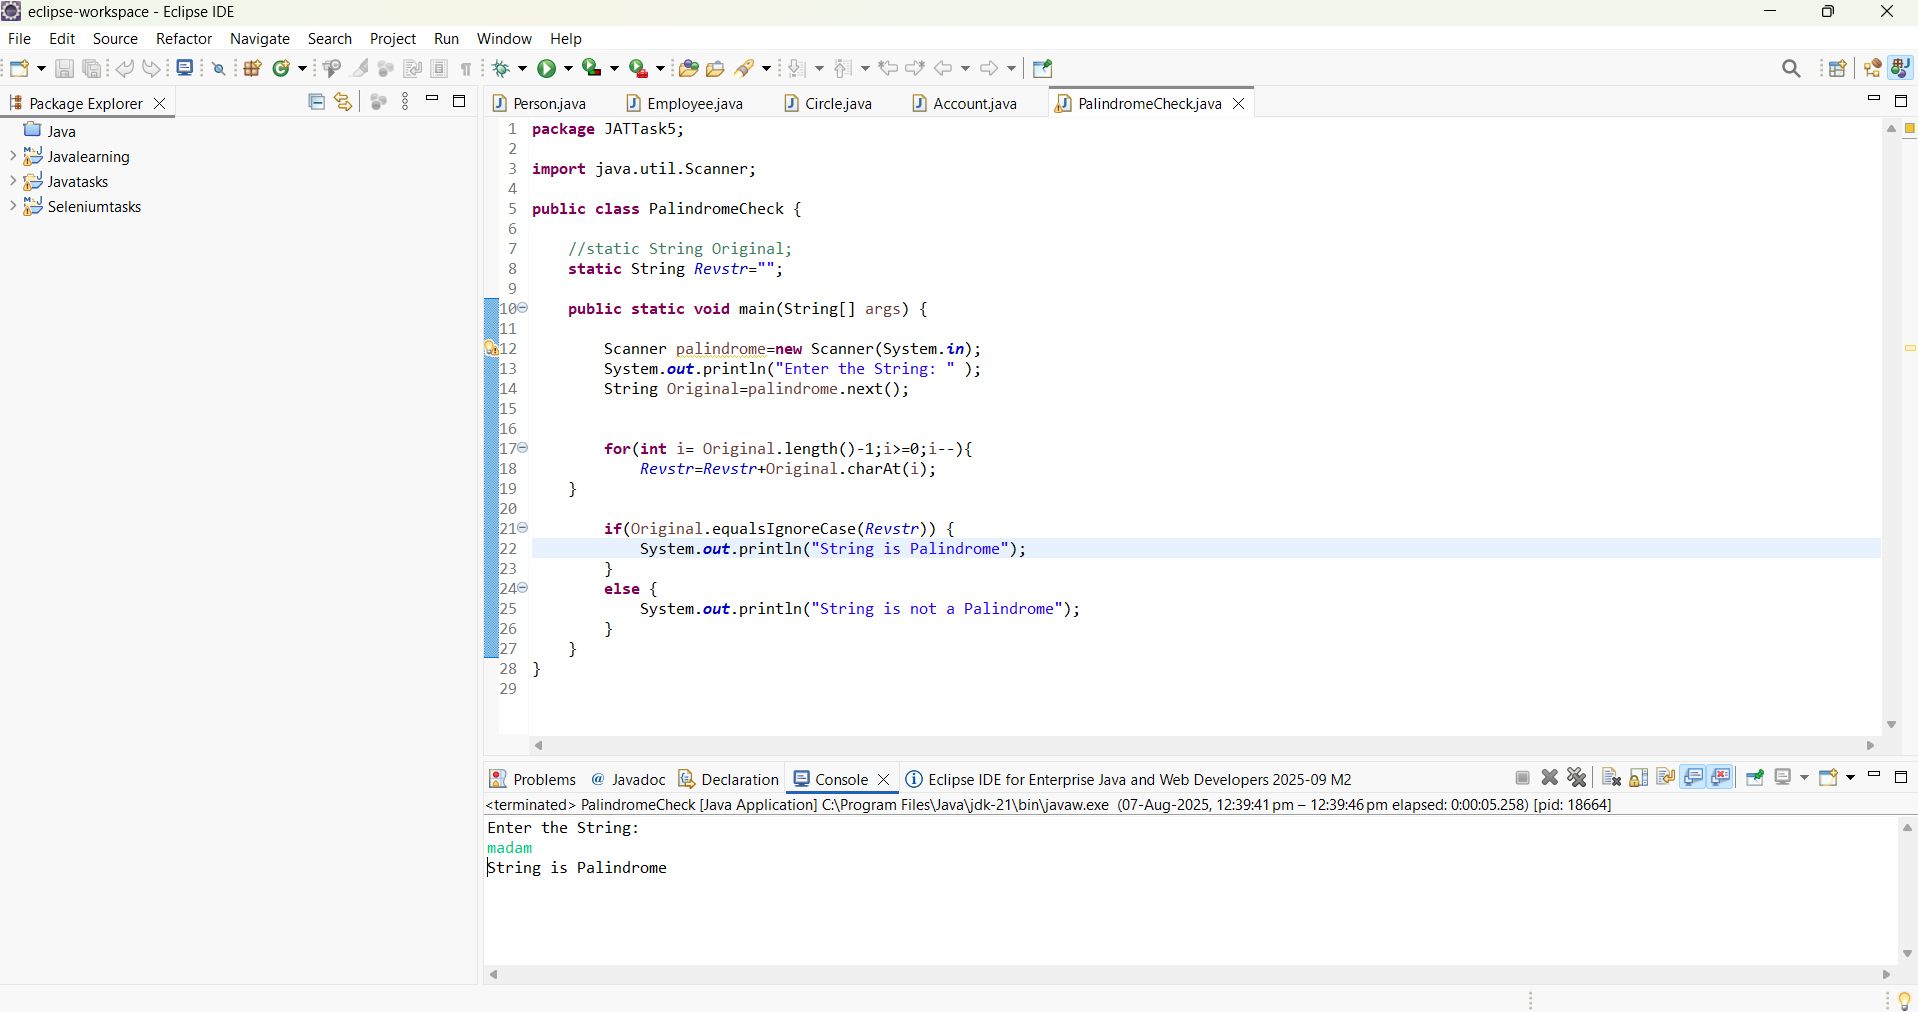 eclipse-workspace - Eclipse IDE
File Edit Source Refactor Navigate Search Project Run Window Help
Package Explorer
Java
Javalearning
Javatasks
Seleniumtasks
Person.java Employee.java Circle.java Account.java PalindromeCheck.java
1 package JATTask5;
2
3 import java.util.Scanner;
4
5 public class PalindromeCheck {
6
7 //static String Original;
8 static String Revstr="";
9
10 public static void main(String[] args) {
11
12 Scanner palindrome=new Scanner(System.in);
13 System.out.println("Enter the String: " );
14 String Original=palindrome.next();
15
16
17 for(int i= Original.length()-1;i>=0;i--){
18 Revstr=Revstr+Original.charAt(i);
19 }
20
21 if(Original.equalsIgnoreCase(Revstr)) {
22 System.out.println("String is Palindrome");
23 }
24 else {
25 System.out.println("String is not a Palindrome");
26 }
27 }
28 }
29
Problems @ Javadoc Declaration Console Eclipse IDE for Enterprise Java and Web Developers 2025-09 M2
<terminated> PalindromeCheck [Java Application] C:\Program Files\Java\jdk-21\bin\javaw.exe (07-Aug-2025, 12:39:41 pm – 12:39:46 pm elapsed: 0:00:05.258) [pid: 18664]
Enter the String:
madam
String is Palindrome